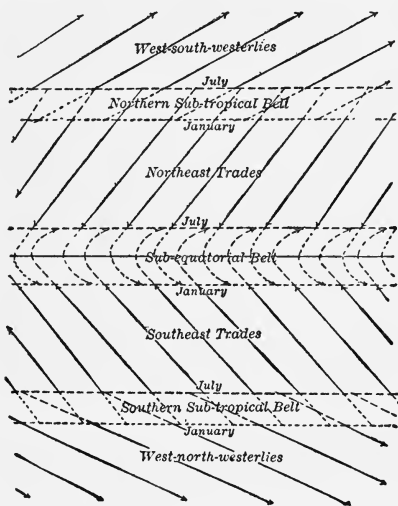 West-south-westerlies
July
Northern Sub-tropical Belt
January
Northeast Trades
July
Sub-equatorial Belt
January
Southeast Trades
July
Southern Sub-tropical Belt
January
West-north-westerlies